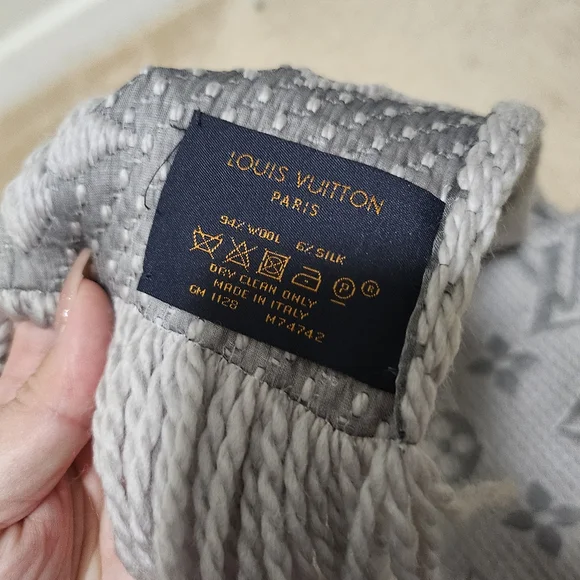 LOUIS VUITTON
PARIS
94% WOOL 6% SILK
P ®
DRY CLEAN ONLY
MADE IN ITALY
GM 1128 M74742